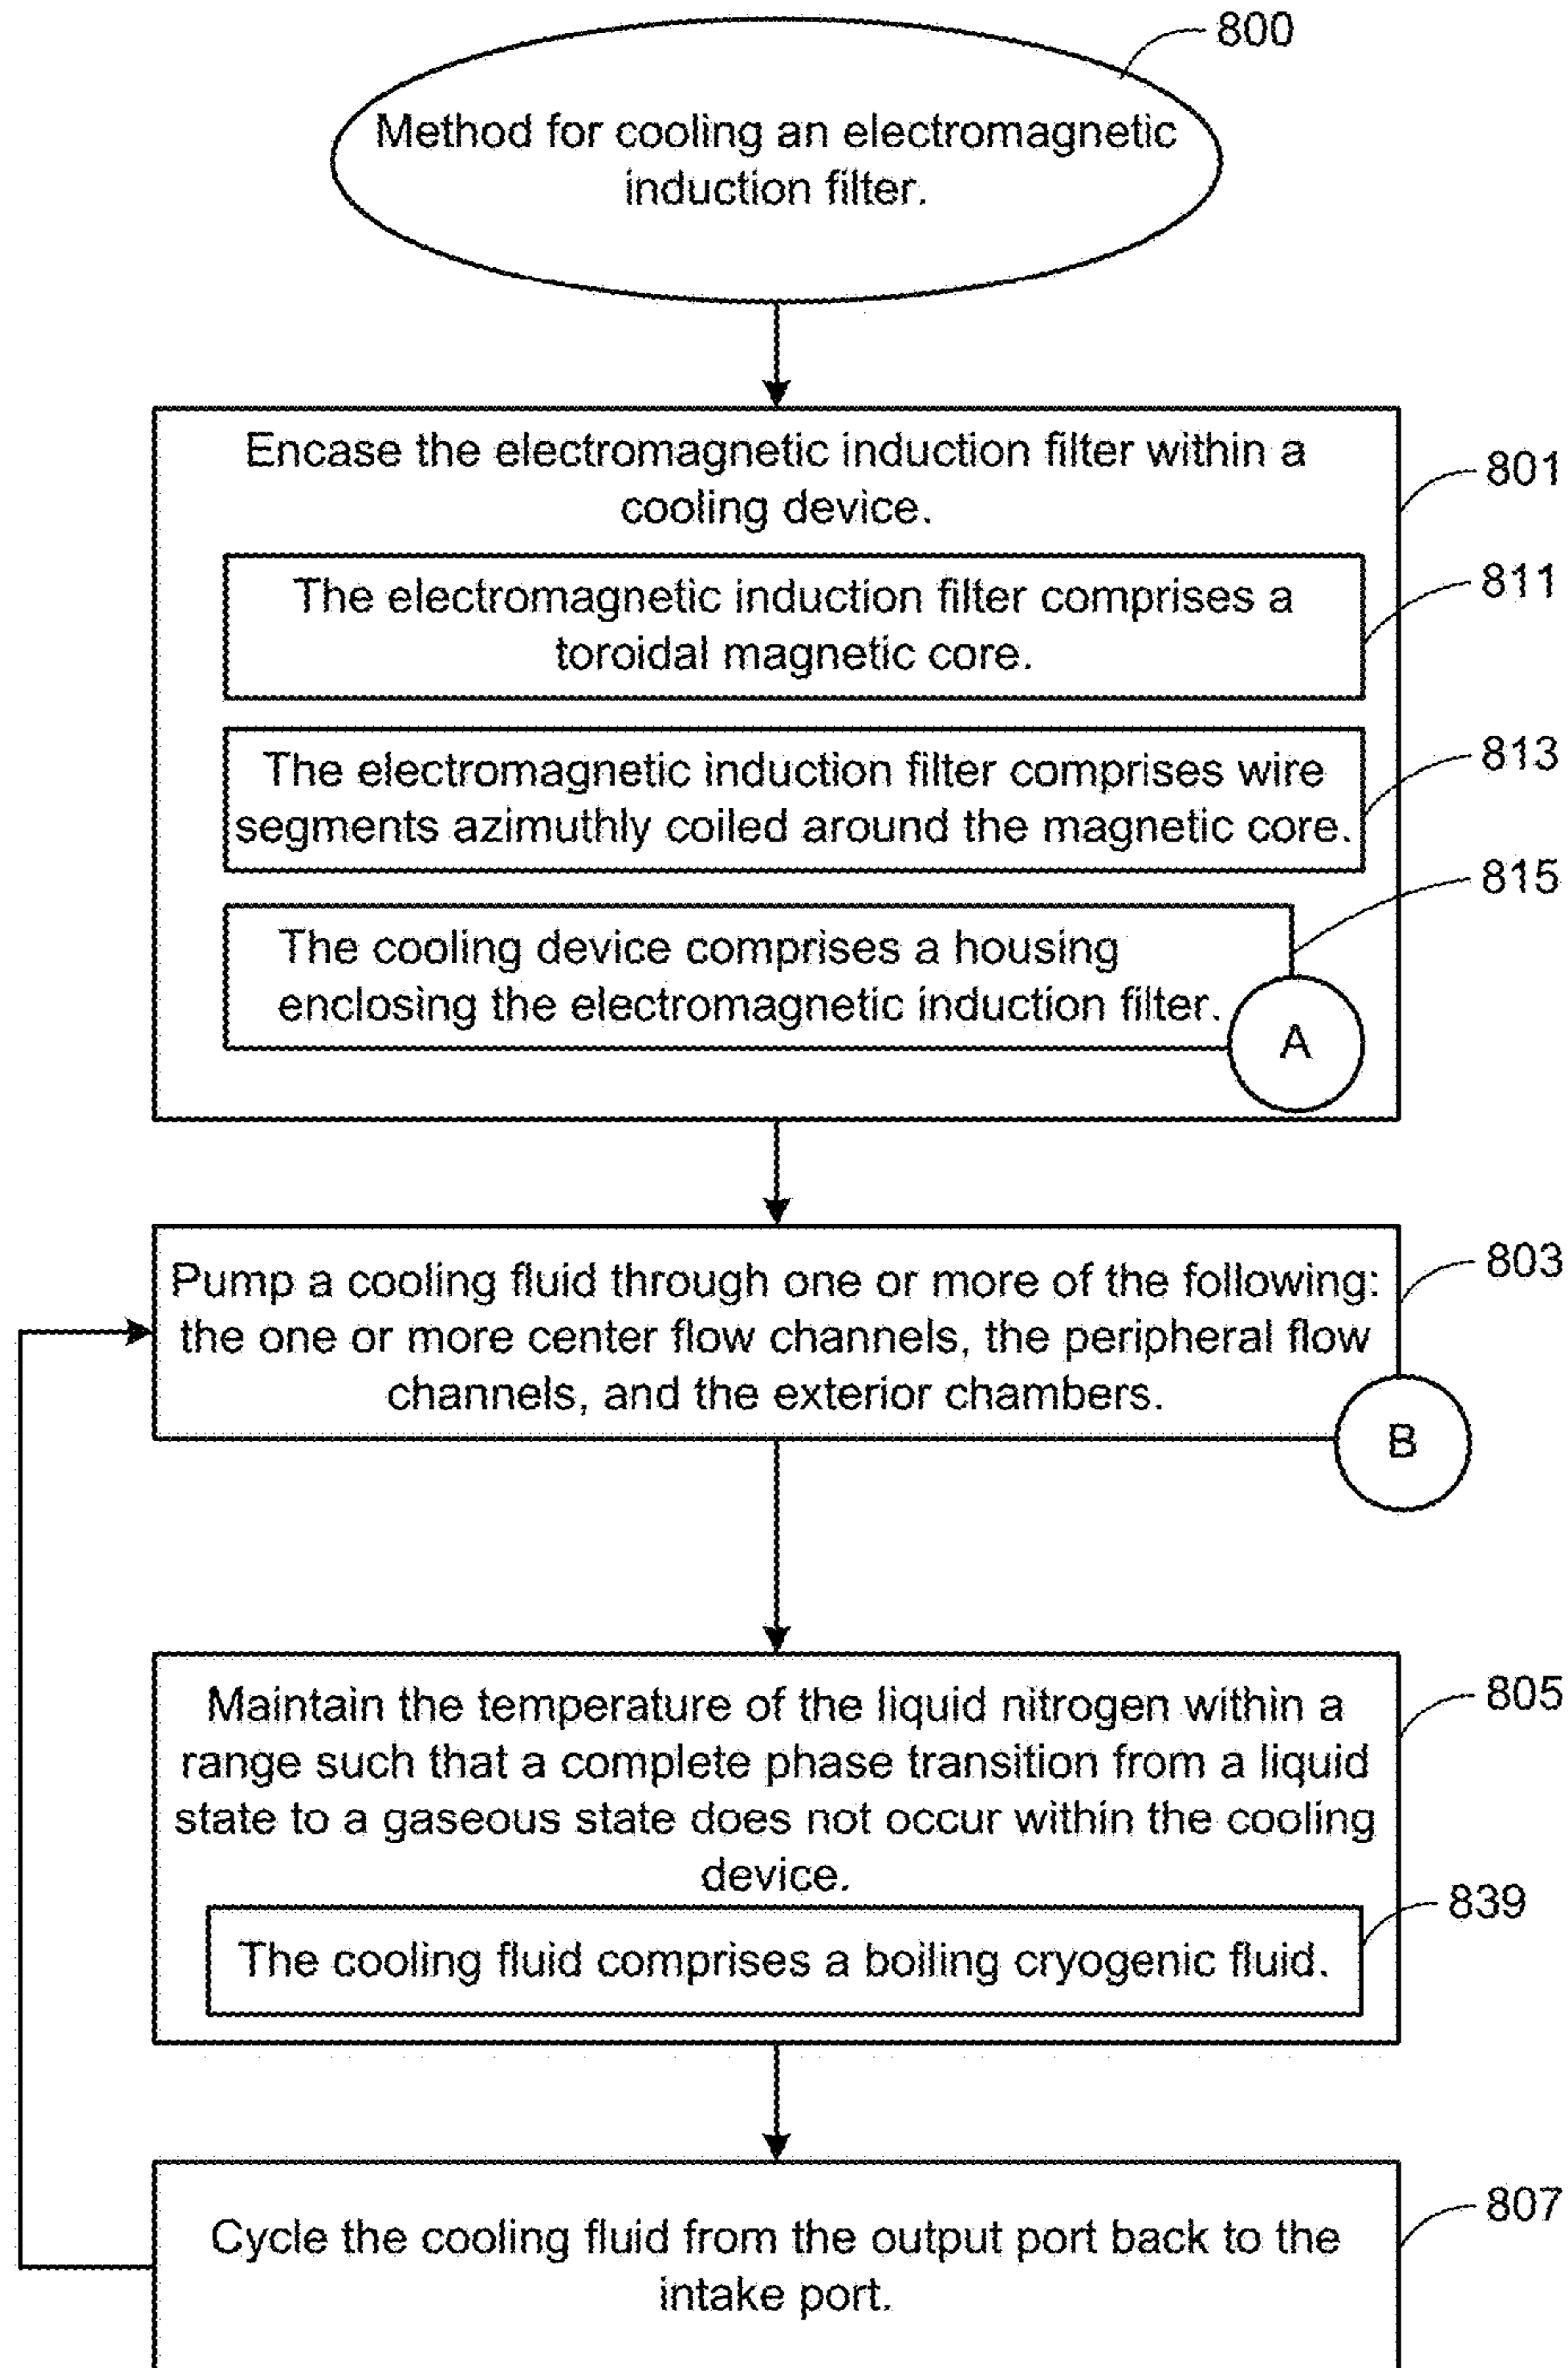 800
Method for cooling an electromagnetic
induction filter.
Encase the electromagnetic induction filter within a
cooling device.
801
The electromagnetic induction filter comprises a
toroidal magnetic core.
811
The electromagnetic induction filter comprises wire
segments azimuthly coiled around the magnetic core.
813
815
The cooling device comprises a housing
enclosing the electromagnetic induction filter.
A
Pump a cooling fluid through one or more of the following:
the one or more center flow channels, the peripheral flow
channels, and the exterior chambers.
803
B
Maintain the temperature of the liquid nitrogen within a
range such that a complete phase transition from a liquid
state to a gaseous state does not occur within the cooling
device.
805
839
The cooling fluid comprises a boiling cryogenic fluid.
Cycle the cooling fluid from the output port back to the
intake port.
807